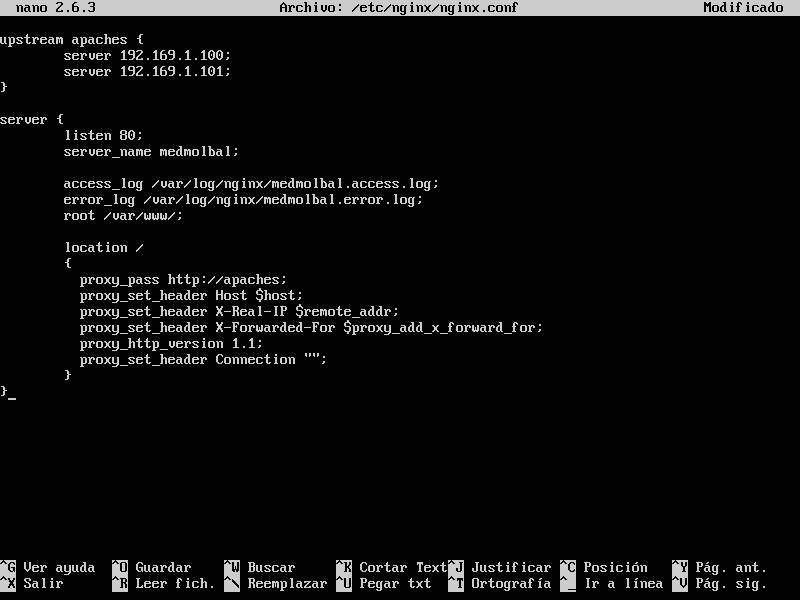 nano 2.6.3 Archivo: /etc/nginx/nginx.conf Modificado
upstream apaches {
server 192.169.1.100;
server 192.169.1.101;
}
server {
listen 80;
server_name medmolbal;
access_log /var/log/nginx/medmolbal.access.log;
error_log /var/log/nginx/medmolbal.error.log;
root /var/www/;
location /
{
proxy_pass http://apaches;
proxy_set_header Host $host;
proxy_set_header X-Real-IP $remote_addr;
proxy_set_header X-Forwarded-For $proxy_add_x_forward_for;
proxy_http_version 1.1;
proxy_set_header Connection "";
}
}_
^G Ver ayuda ^O Guardar ^W Buscar ^K Cortar Text ^J Justificar ^C Posición ^Y Pág. ant.
^X Salir ^R Leer fich. ^\ Reemplazar ^U Pegar txt ^T Ortografía ^_ Ir a línea ^V Pág. sig.